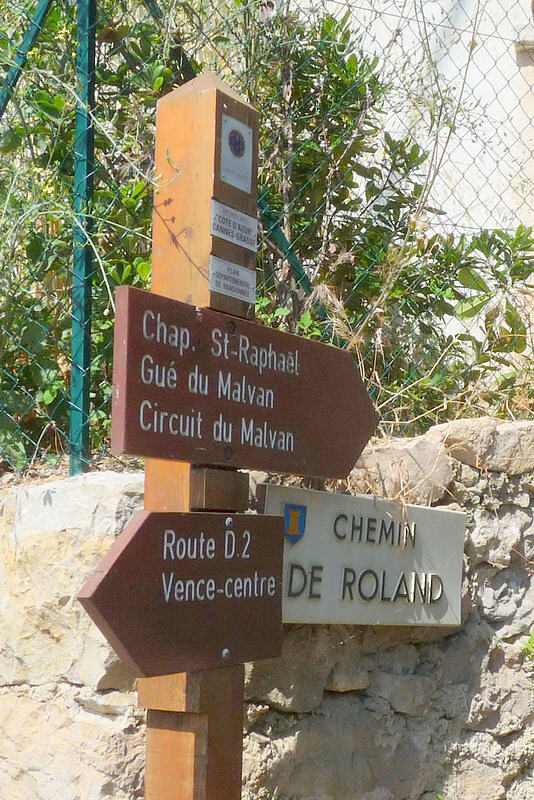 "CÔTE D'AZUR"
CANNES-GRASSE
PLAN
DÉPARTEMENTAL
DE RANDONNÉE
Chap. St-Raphaël
Gué du Malvan
Circuit du Malvan
Route D.2
Vence-centre
CHEMIN
DE ROLAND